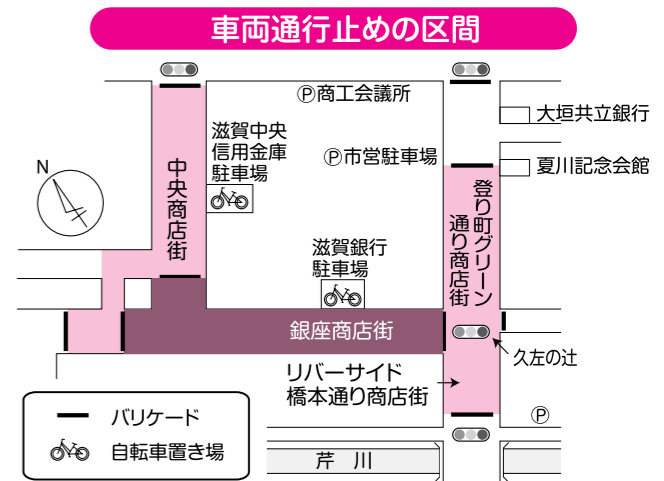 車両通行止めの区間
Ⓟ商工会議所
大垣共立銀行
滋賀中央
信用金庫
駐車場
Ⓟ市営駐車場
夏川記念会館
N
中央商店街
登り町グリーン
通り商店街
滋賀銀行
駐車場
銀座商店街
久左の辻
リバーサイド
橋本通り商店街
Ⓟ
バリケード
自転車置き場
芹 川